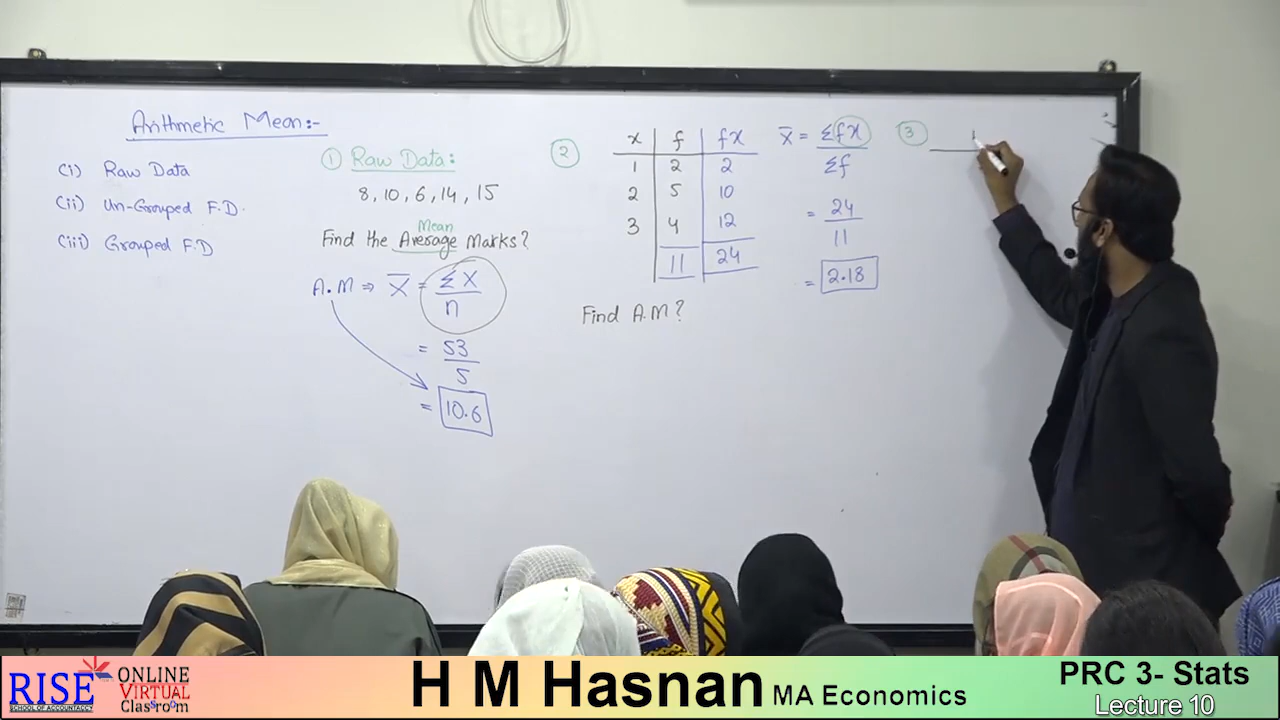 Arithmetic Mean:-
(i) Raw Data
(ii) Un-Grouped F.D.
(iii) Grouped F.D
① Raw Data:
8, 10, 6, 14, 15
Mean
Find the Average Marks?
A.M ⇒ X̅ = ΣX / n
= 53 / 5
= 10.6
②
x | f | fx
1 | 2 | 2
2 | 5 | 10
3 | 4 | 12
11 | 24
Find A.M?
x̅ = Σfx / Σf
= 24 / 11
= 2.18
③
RISE
SCHOOL OF ACCOUNTANCY
ONLINE
VIRTUAL
Classroom
H M Hasnan MA Economics
PRC 3- Stats
Lecture 10